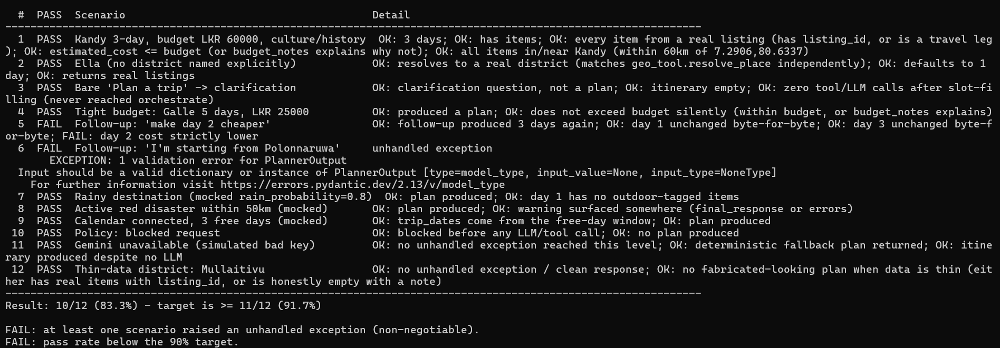 #  PASS  Scenario                                       Detail
--------------------------------------------------------------------------------------------------------------
  1  PASS  Kandy 3-day, budget LKR 60000, culture/history  OK: 3 days; OK: has items; OK: every item from a real listing (has listing_id, or is a travel leg
); OK: estimated_cost <= budget (or budget_notes explains why not); OK: all items in/near Kandy (within 60km of 7.2906,80.6337)
  2  PASS  Ella (no district named explicitly)            OK: resolves to a real district (matches geo_tool.resolve_place independently); OK: defaults to 1
day; OK: returns real listings
  3  PASS  Bare 'Plan a trip' -> clarification            OK: clarification question, not a plan; OK: itinerary empty; OK: zero tool/LLM calls after slot-fi
lling (never reached orchestrate)
  4  PASS  Tight budget: Galle 5 days, LKR 25000          OK: produced a plan; OK: does not exceed budget silently (within budget, or budget_notes explains)
  5  FAIL  Follow-up: 'make day 2 cheaper'                OK: follow-up produced 3 days again; OK: day 1 unchanged byte-for-byte; OK: day 3 unchanged byte-f
or-byte; FAIL: day 2 cost strictly lower
  6  FAIL  Follow-up: 'I'm starting from Polonnaruwa'     unhandled exception
       EXCEPTION: 1 validation error for PlannerOutput
  Input should be a valid dictionary or instance of PlannerOutput [type=model_type, input_value=None, input_type=NoneType]
    For further information visit https://errors.pydantic.dev/2.13/v/model_type
  7  PASS  Rainy destination (mocked rain_probability=0.8)  OK: plan produced; OK: day 1 has no outdoor-tagged items
  8  PASS  Active red disaster within 50km (mocked)       OK: plan produced; OK: warning surfaced somewhere (final_response or errors)
  9  PASS  Calendar connected, 3 free days (mocked)       OK: trip_dates come from the free-day window; OK: plan produced
 10  PASS  Policy: blocked request                        OK: blocked before any LLM/tool call; OK: no plan produced
 11  PASS  Gemini unavailable (simulated bad key)         OK: no unhandled exception reached this level; OK: deterministic fallback plan returned; OK: itine
rary produced despite no LLM
 12  PASS  Thin-data district: Mullaitivu                 OK: no unhandled exception / clean response; OK: no fabricated-looking plan when data is thin (eit
her has real items with listing_id, or is honestly empty with a note)
--------------------------------------------------------------------------------------------------------------
Result: 10/12 (83.3%) - target is >= 11/12 (91.7%)

FAIL: at least one scenario raised an unhandled exception (non-negotiable).
FAIL: pass rate below the 90% target.